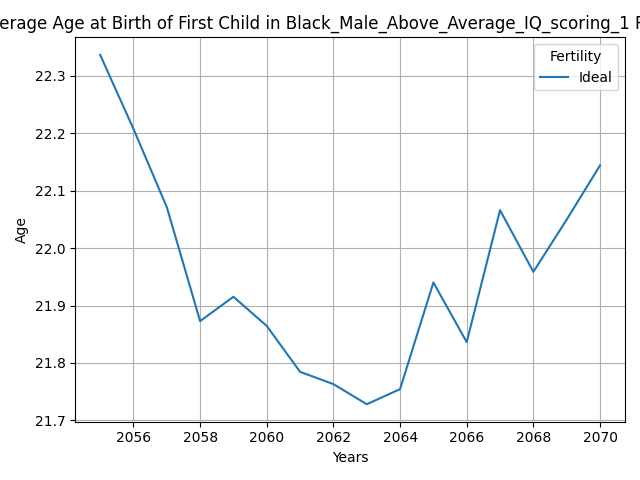 erage Age at Birth of First Child in Black_Male_Above_Average_IQ_scoring_1
Fertility
Ideal
22.3
22.2
22.1
22.0
21.9
21.8
21.7
Age
2056 2058 2060 2062 2064 2066 2068 2070
Years